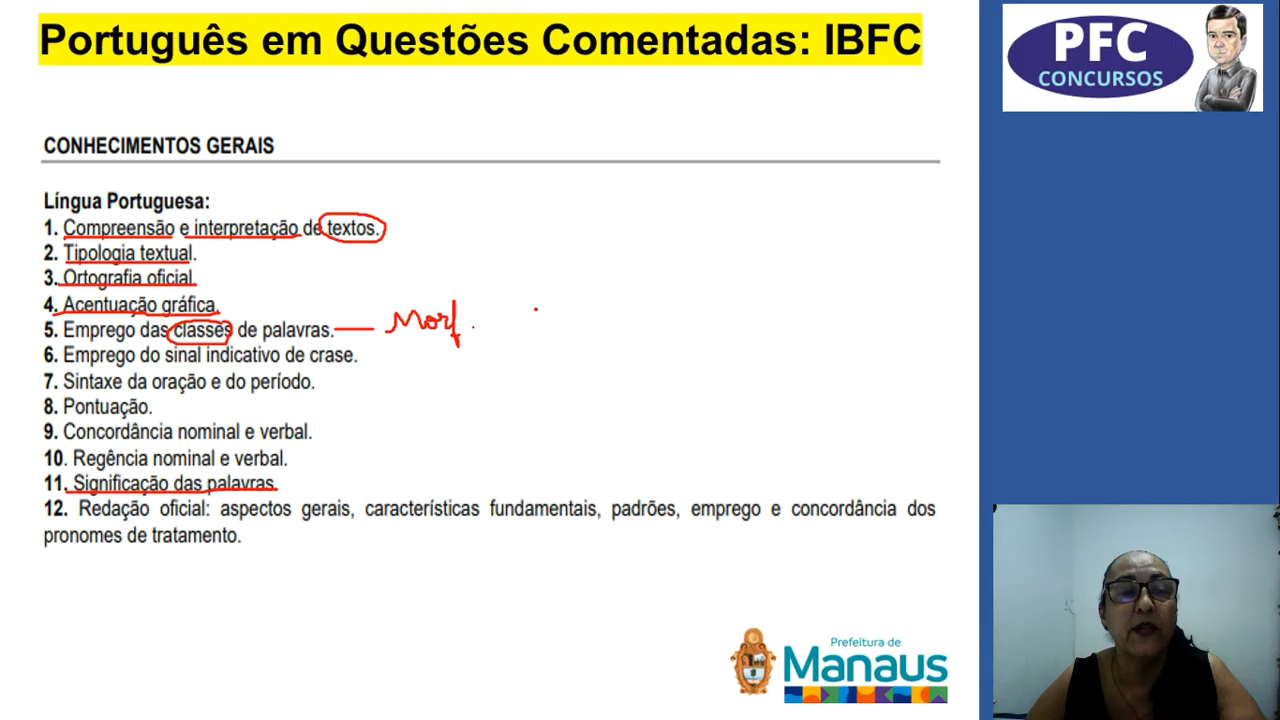 Português em Questões Comentadas: IBFC
PFC
CONCURSOS
CONHECIMENTOS GERAIS
Língua Portuguesa:
1. Compreensão e interpretação de textos.
2. Tipologia textual.
3. Ortografia oficial.
4. Acentuação gráfica.
5. Emprego das classes de palavras. Morf.
6. Emprego do sinal indicativo de crase.
7. Sintaxe da oração e do período.
8. Pontuação.
9. Concordância nominal e verbal.
10. Regência nominal e verbal.
11. Significação das palavras.
12. Redação oficial: aspectos gerais, características fundamentais, padrões, emprego e concordância dos
pronomes de tratamento.
Prefeitura de
Manaus